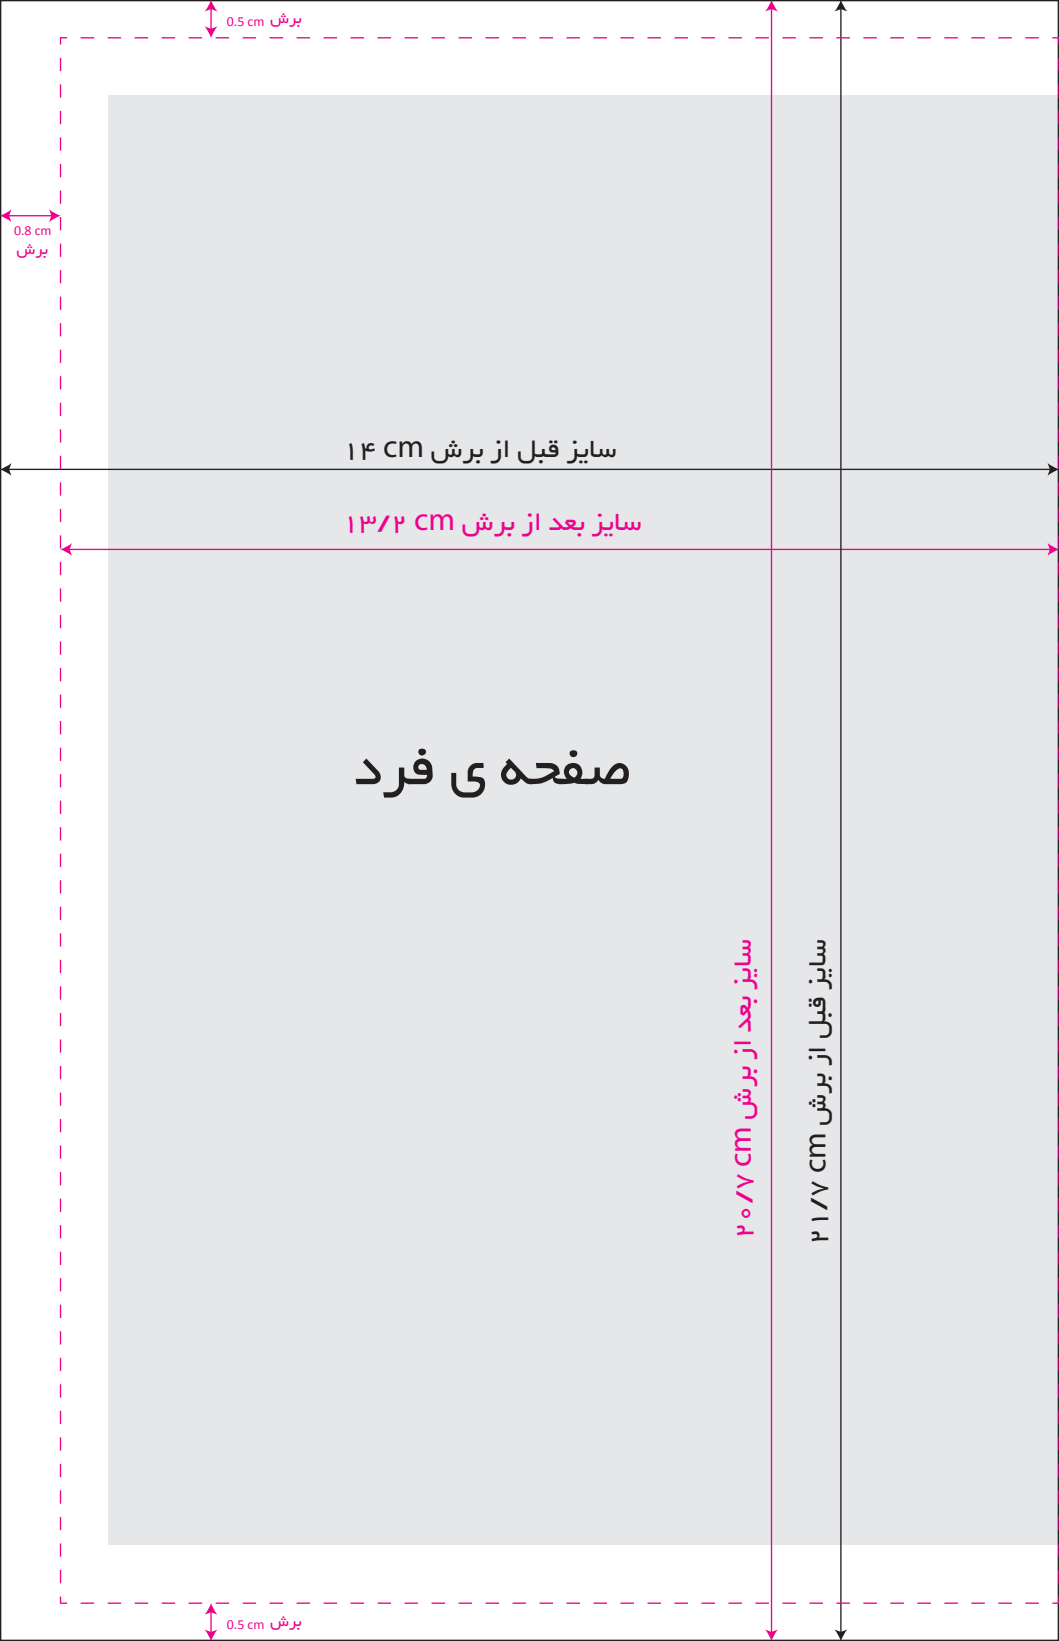 برش 0.5 cm
0.8 cm
برش
سایز قبل از برش ۱۴ cm
سایز بعد از برش ۱۳/۲ cm
صفحه ی فرد
سایز بعد از برش ۲۰/۷ cm
سایز قبل از برش ۲۱/۷ cm
برش 0.5 cm